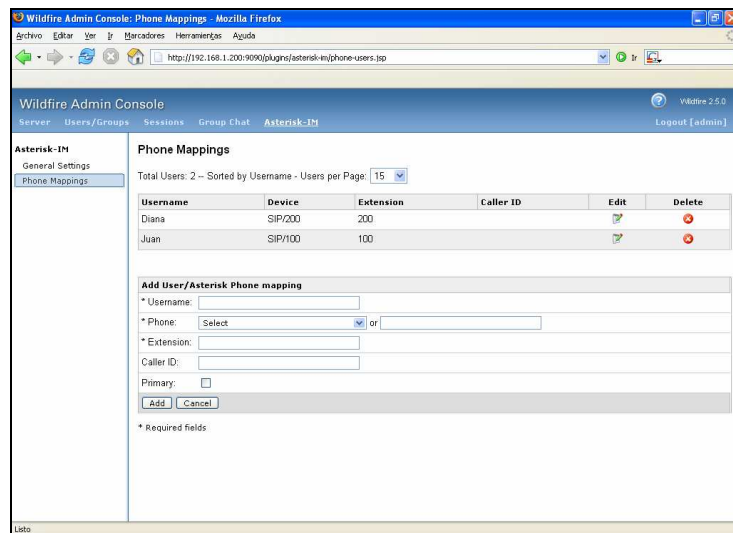 Wildfire Admin Console: Phone Mappings - Mozilla Firefox
Archivo Editar Ver Ir Marcadores Herramientas Ayuda
http://192.168.1.200:9090/plugins/asterisk-im/phone-users.jsp Ir
Wildfire Admin Console Wildfire 2.5.0
Server Users/Groups Sessions Group Chat Asterisk-IM Logout [admin]
Asterisk-IM
General Settings
Phone Mappings
Phone Mappings
Total Users: 2 -- Sorted by Username - Users per Page: 15
Username Device Extension Caller ID Edit Delete
Diana SIP/200 200
Juan SIP/100 100
Add User/Asterisk Phone mapping
* Username:
* Phone: Select or
* Extension:
Caller ID:
Primary:
Add Cancel
* Required fields
Listo